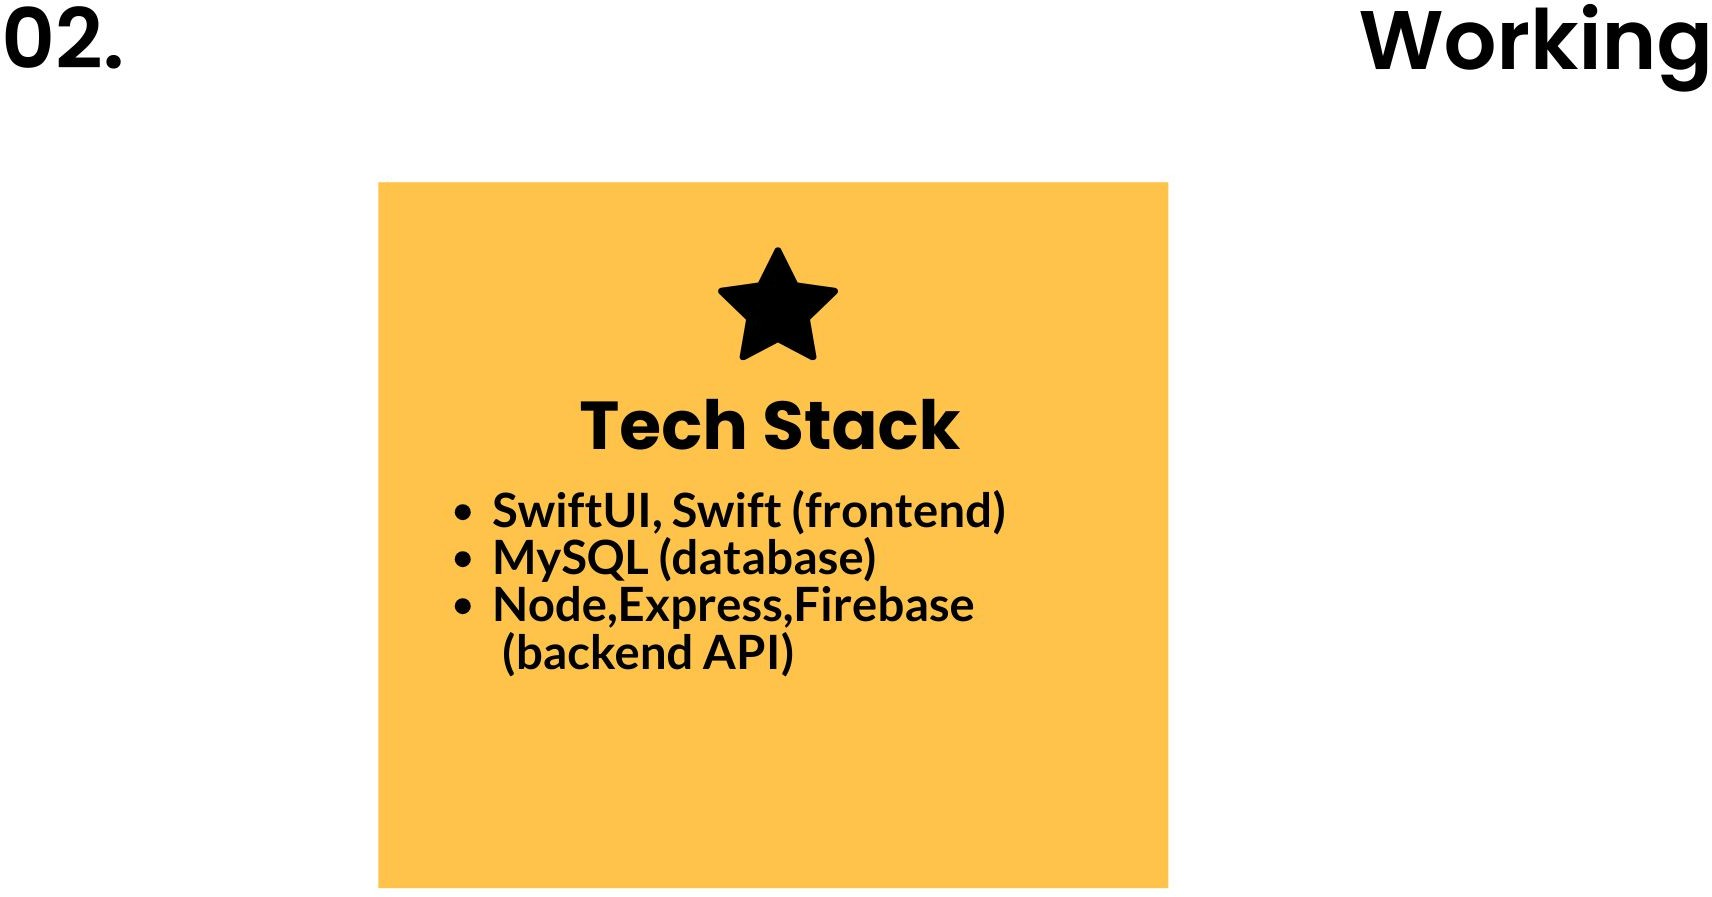 02.
Working
Tech Stack
• SwiftUI, Swift (frontend)
• MySQL (database)
• Node,Express,Firebase
(backend API)